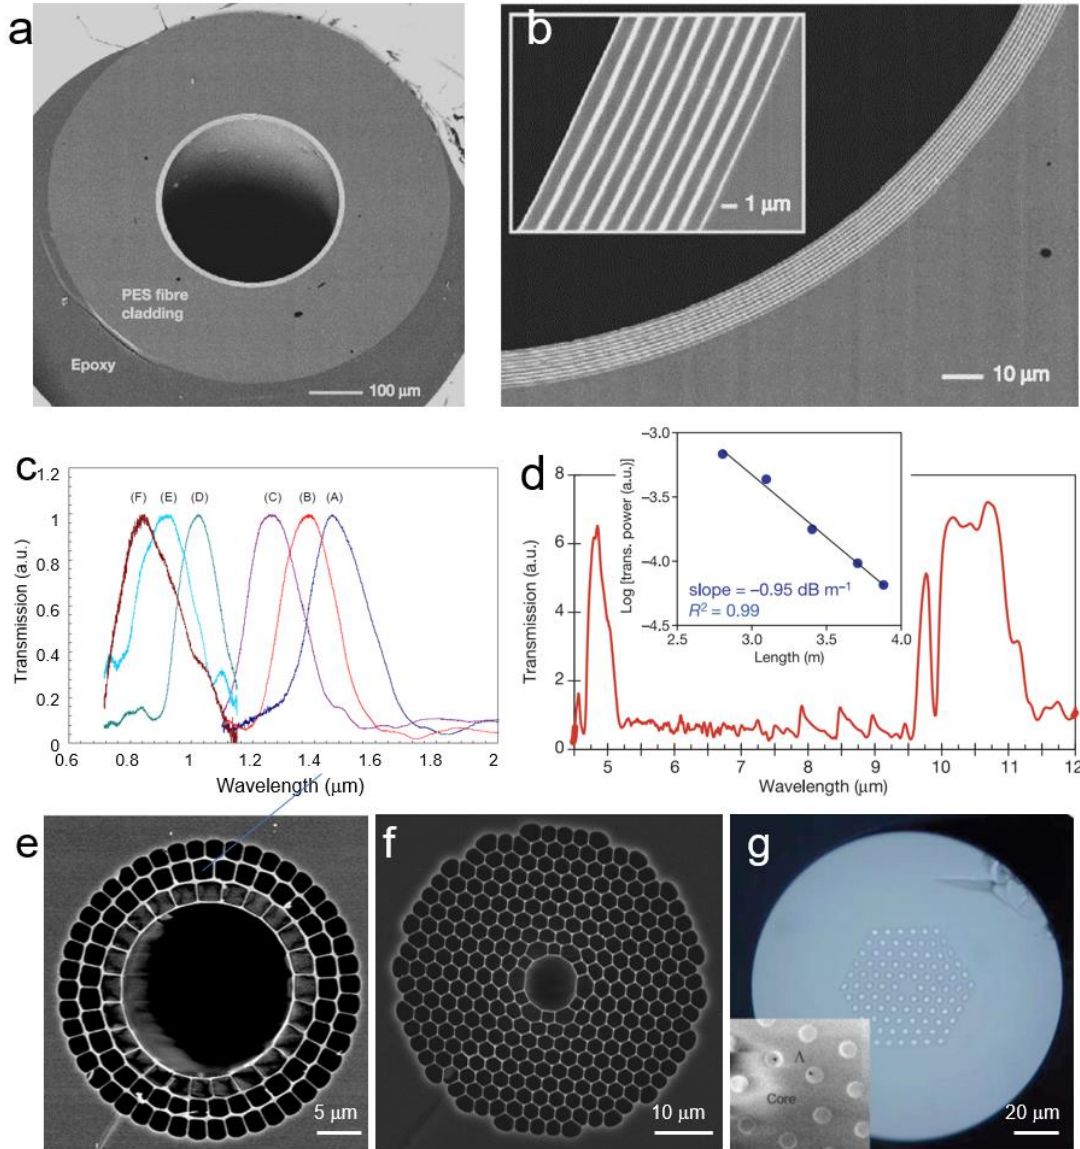 a
PES fibre
cladding
Epoxy
100 μm
b
1 μm
10 μm
c
1.2
1
0.8
0.6
0.4
0.2
0
Transmission (a.u.)
(F) (E) (D) (C) (B) (A)
0.6 0.8 1.0 1.2 1.4 1.6 1.8 2
Wavelength (μm)
d
8
6
4
2
0
Transmission (a.u.)
–3.0
–3.5
–4.0
–4.5
Log [trans. power (a.u.)]
slope = –0.95 dB m⁻¹
R² = 0.99
2.5 3.0 3.5 4.0
Length (m)
5 6 7 8 9 10 11 12
Wavelength (μm)
e
5 μm
f
10 μm
g
Λ
Core
20 μm